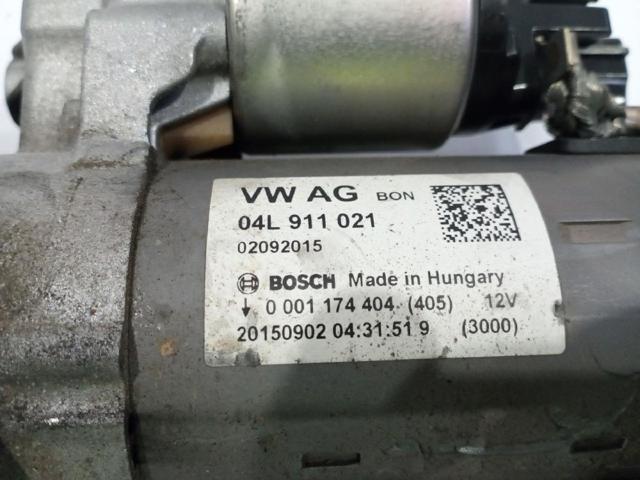 VW AG BON
04L 911 021
02092015
BOSCH Made in Hungary
↓ 0 001 174 404 (405) 12V
20150902 04:31:51 9 (3000)